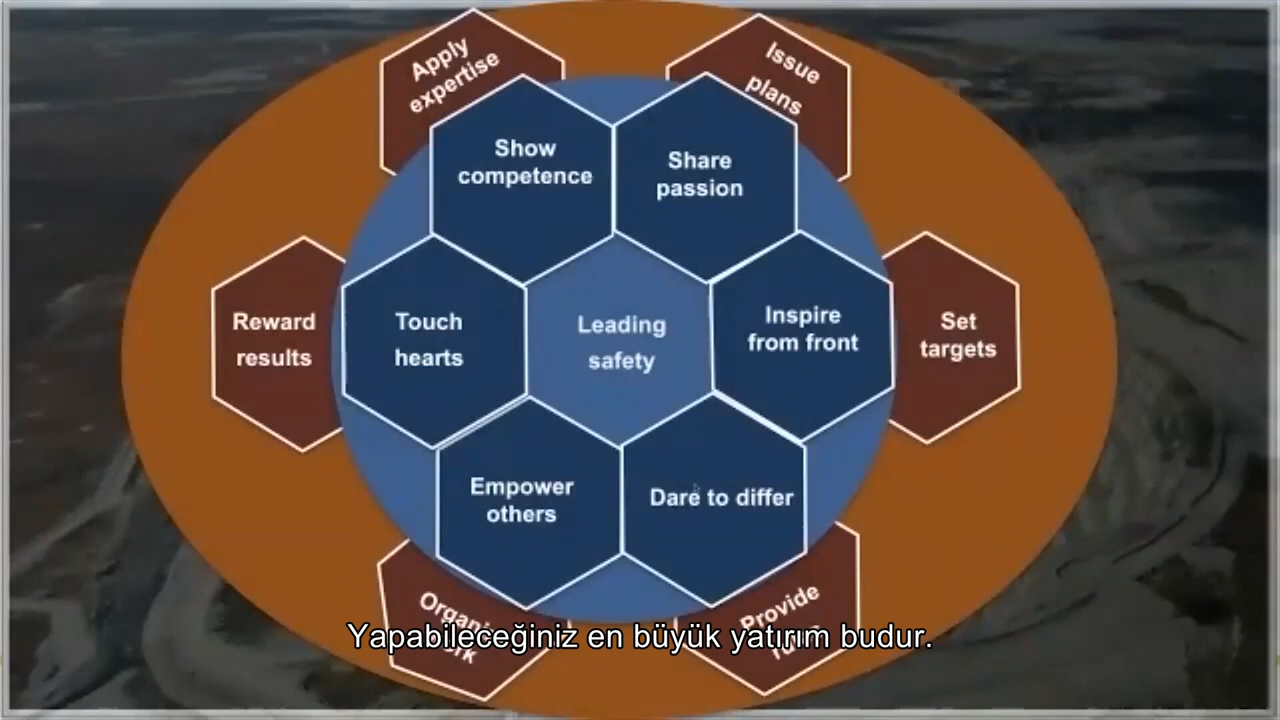 Apply
expertise
Issue
plans
Show
competence
Share
passion
Reward
results
Touch
hearts
Leading
safety
Inspire
from front
Set
targets
Empower
others
Dare to differ
Provide
Yapabileceğiniz en büyük yatırım budur.